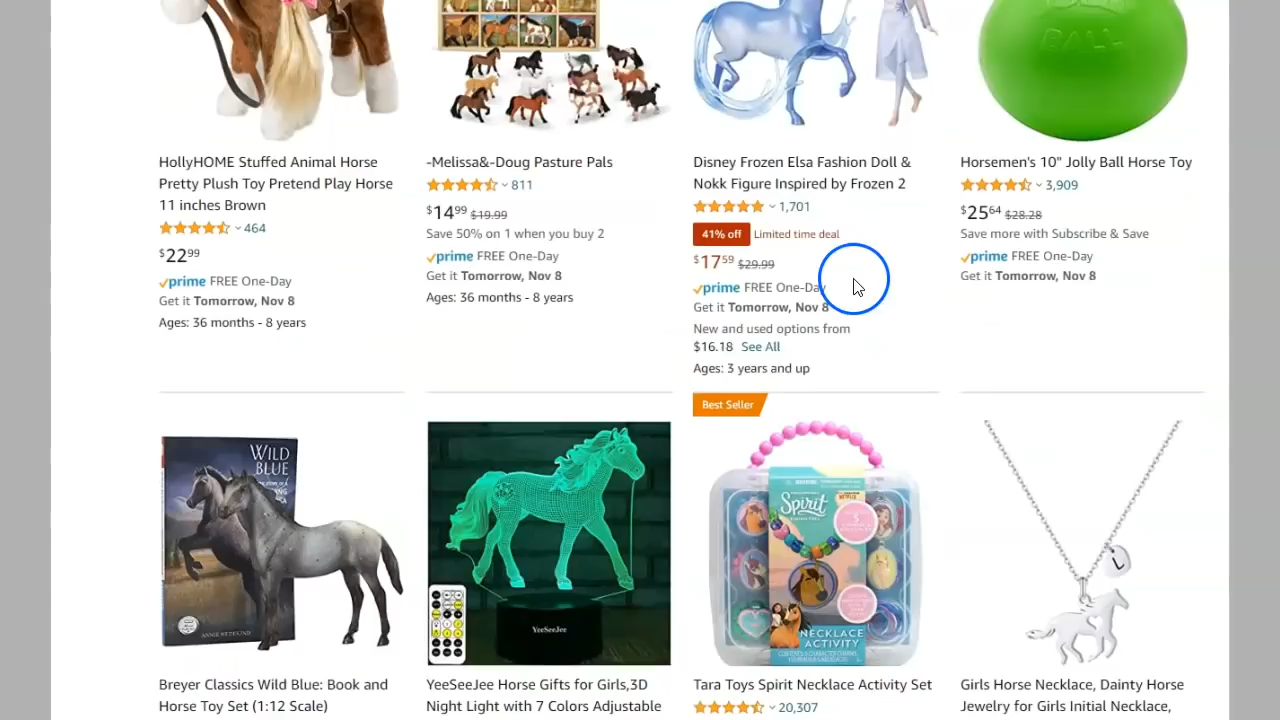 BALL
HollyHOME Stuffed Animal Horse
Pretty Plush Toy Pretend Play Horse
11 inches Brown
464
$22 99
prime FREE One-Day
Get it Tomorrow, Nov 8
Ages: 36 months - 8 years
-Melissa&-Doug Pasture Pals
811
$14 99 $19.99
Save 50% on 1 when you buy 2
prime FREE One-Day
Get it Tomorrow, Nov 8
Ages: 36 months - 8 years
Disney Frozen Elsa Fashion Doll &
Nokk Figure Inspired by Frozen 2
1,701
41% off Limited time deal
$17 59 $29.99
prime FREE One-Day
Get it Tomorrow, Nov 8
New and used options from
$16.18 See All
Ages: 3 years and up
Horsemen's 10" Jolly Ball Horse Toy
3,909
$25 64 $28.28
Save more with Subscribe & Save
prime FREE One-Day
Get it Tomorrow, Nov 8
WILD
BLUE
Breyer Classics Wild Blue: Book and
Horse Toy Set (1:12 Scale)
YeeSeeJee
YeeSeeJee Horse Gifts for Girls,3D
Night Light with 7 Colors Adjustable
Best Seller
Spirit
NECKLACE
ACTIVITY
Tara Toys Spirit Necklace Activity Set
20,307
L
Girls Horse Necklace, Dainty Horse
Jewelry for Girls Initial Necklace,